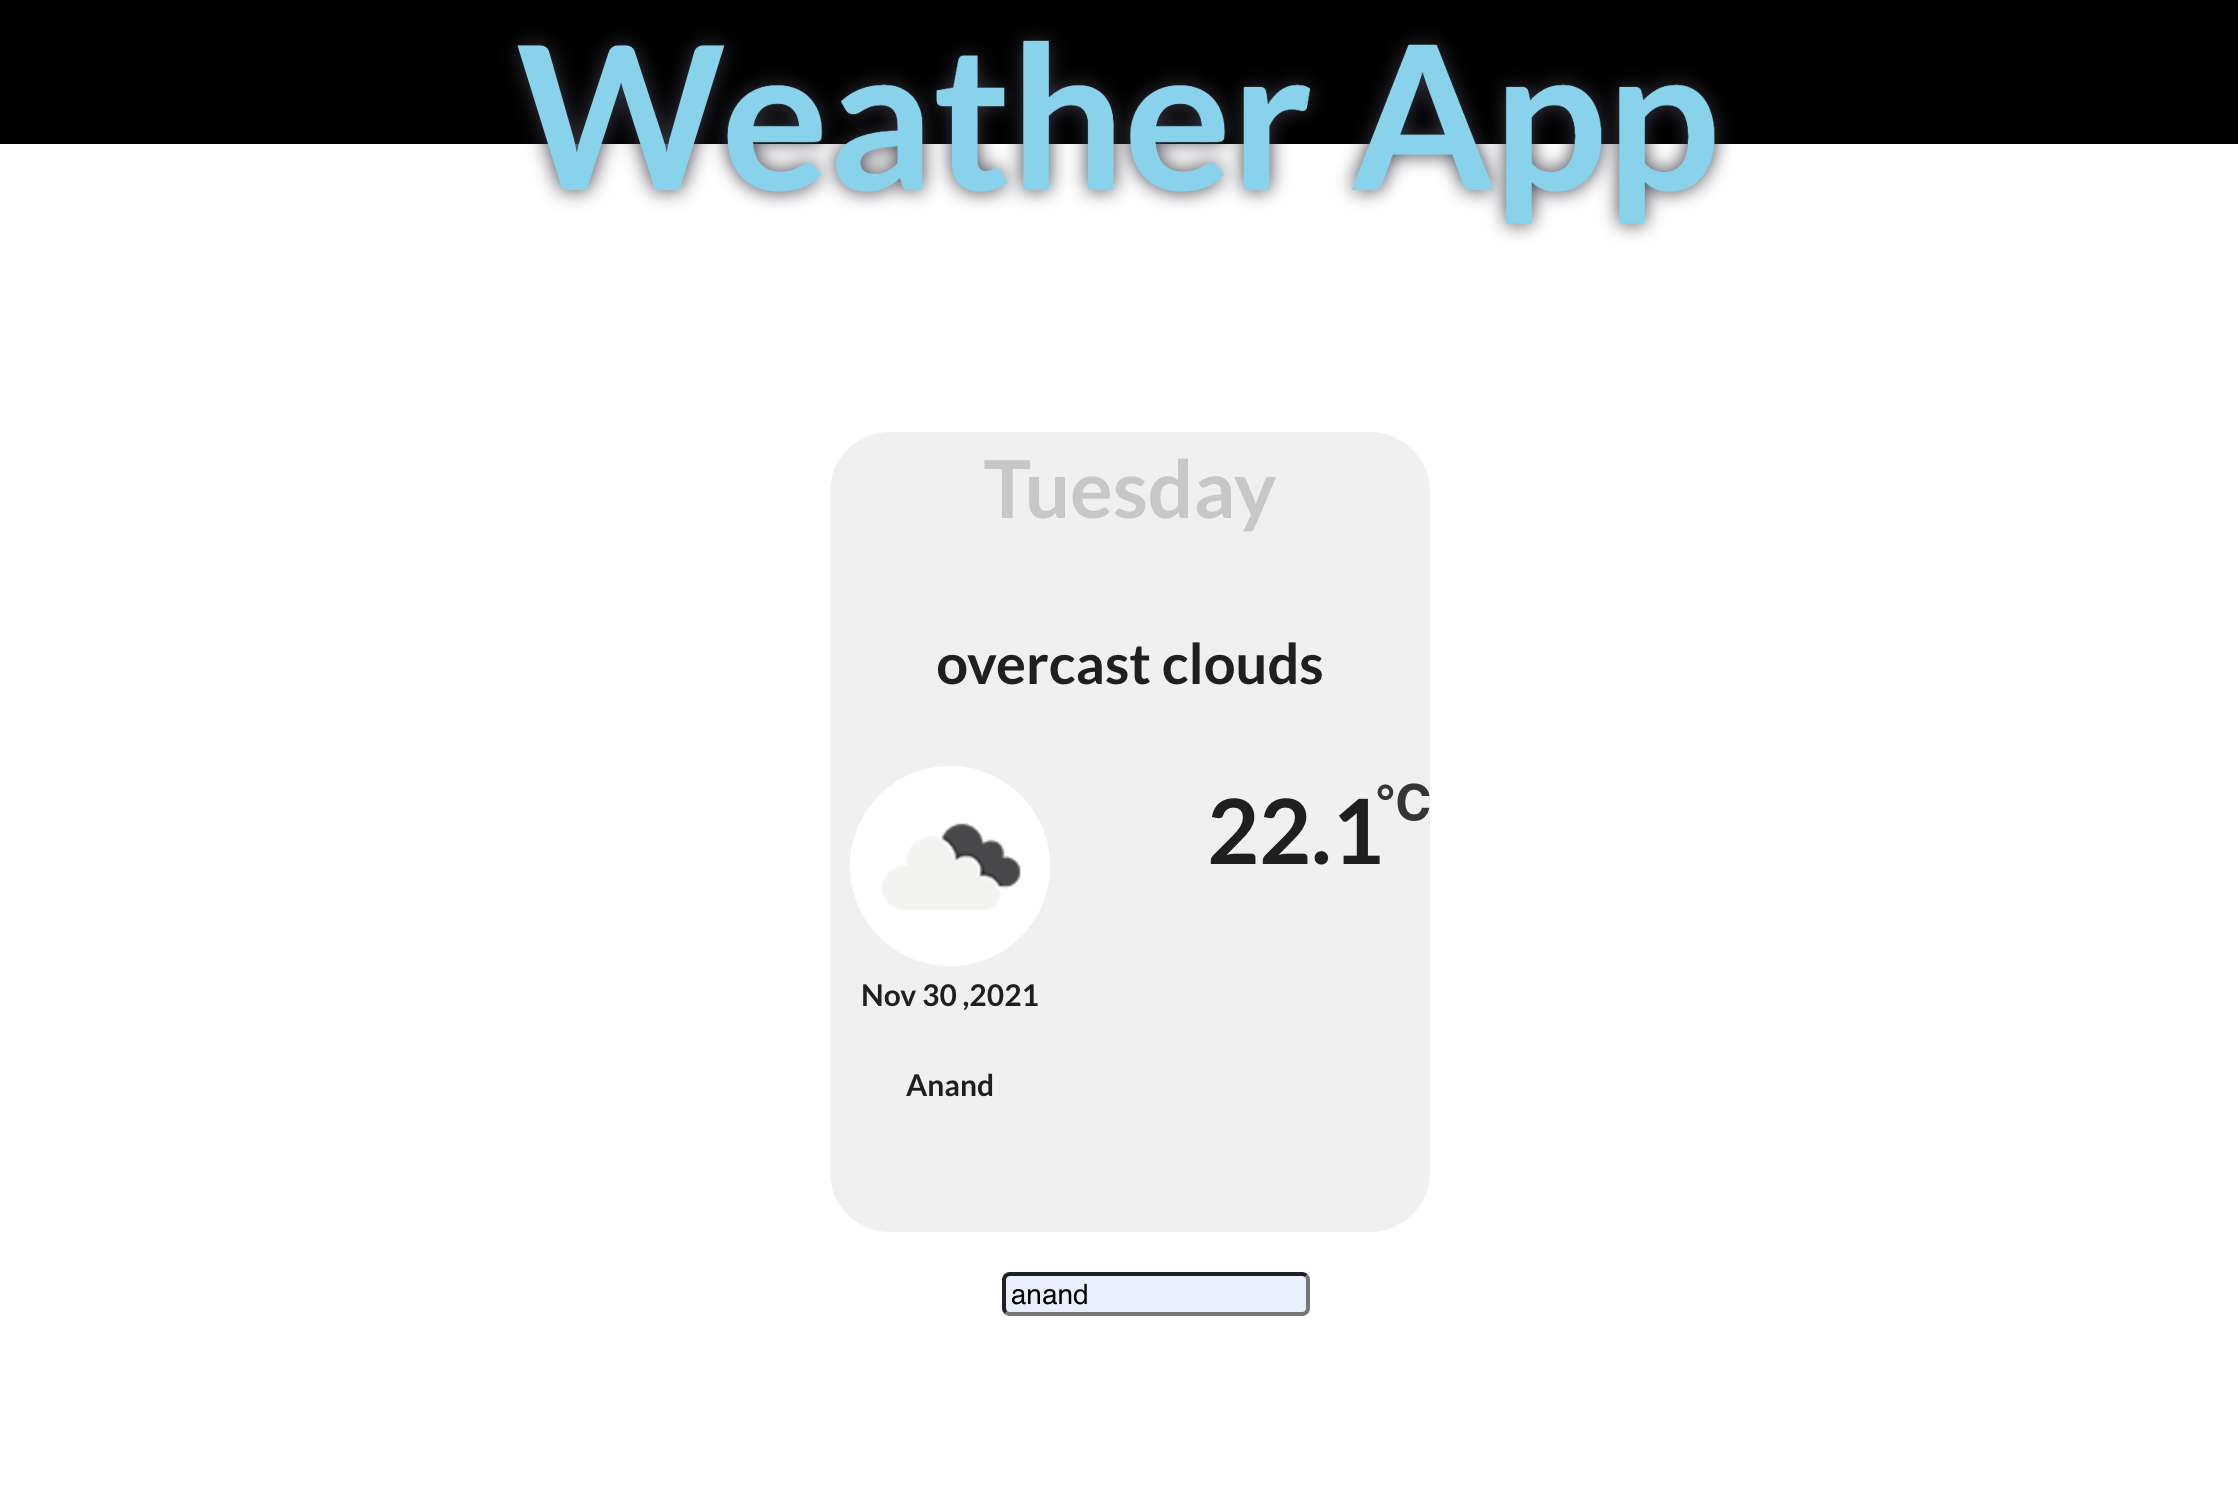 Weather App
Tuesday
overcast clouds
22.1°C
Nov 30 ,2021
Anand
anand